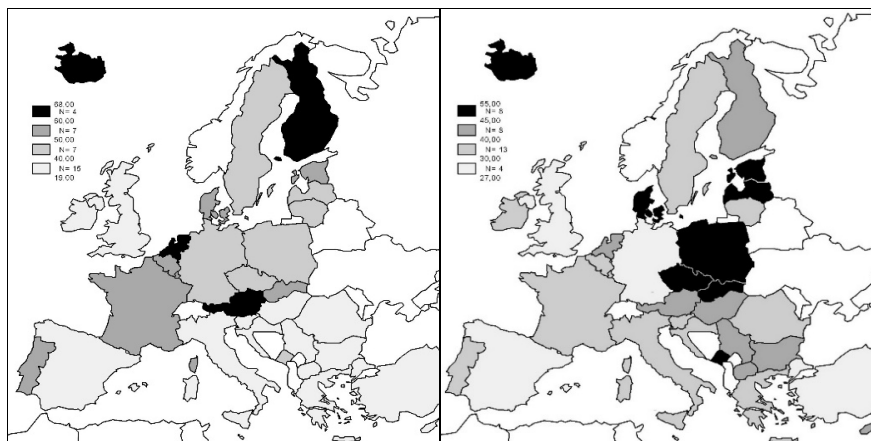 68,00
N= 4
60,00
N= 7
50,00
N= 7
40,00
N= 15
19,00
55,00
N= 8
45,00
N= 8
40,00
N= 13
30,00
N= 4
27,00